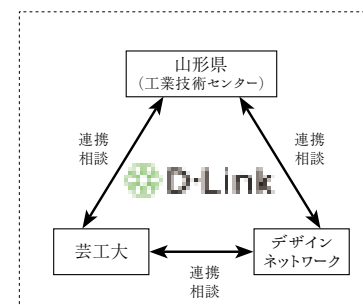 山形県
（工業技術センター）
連携
相談
連携
相談
D-Link
芸工大
デザイン
ネットワーク
連携
相談